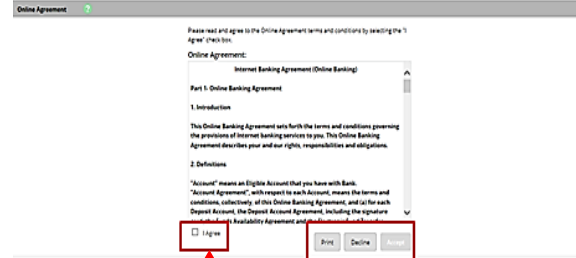 Online Agreement ?
Please read and agree to the Online Agreement terms and conditions by selecting the "I
Agree" check box.
Online Agreement:
Internet Banking Agreement (Online Banking)
Part 1: Online Banking Agreement
1. Introduction
This Online Banking Agreement sets forth the terms and conditions governing
the provisions of Internet banking services to you. This Online Banking
Agreement describes your and our rights, responsibilities and obligations.
2. Definitions
"Account" means an Eligible Account that you have with Bank.
"Account Agreement", with respect to each Account, means the terms and
conditions, collectively, of this Online Banking Agreement, and (a) for each
Deposit Account, the Deposit Account Agreement, including the signature
Availability Agreement
I Agree
Print Decline Accept